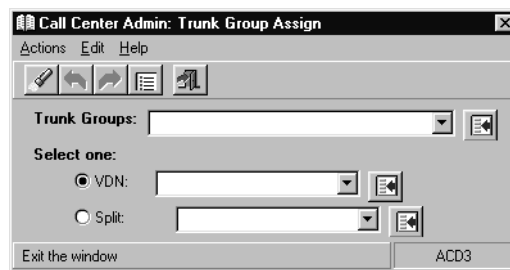 Call Center Admin: Trunk Group Assign
Actions Edit Help
Trunk Groups:
Select one:
VDN:
Split:
Exit the window ACD3